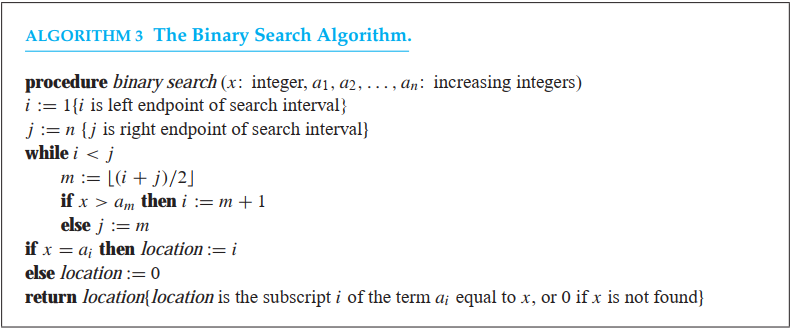 ALGORITHM 3 The Binary Search Algorithm.
procedure binary search (x: integer, a₁, a₂, . . . , aₙ: increasing integers)
i := 1{i is left endpoint of search interval}
j := n {j is right endpoint of search interval}
while i < j
m := ⌊(i + j)/2⌋
if x > aₘ then i := m + 1
else j := m
if x = aᵢ then location := i
else location := 0
return location{location is the subscript i of the term aᵢ equal to x, or 0 if x is not found}